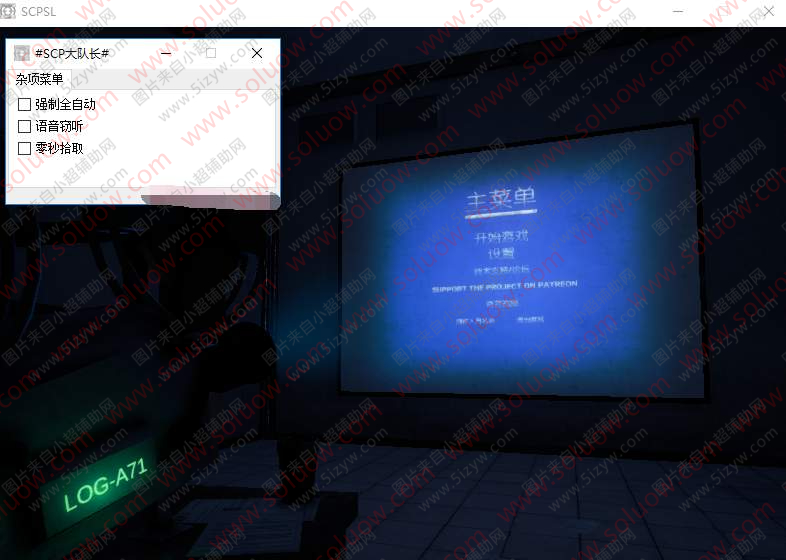 SCPSL
#SCP大队长#
杂项菜单
强制全自动
语音窃听
零秒拾取
主菜单
开始游戏
设置
SUPPORT THE PROJECT ON PATREON
LOG-A71
图片来自小超辅助网
www.51zyw.com
www.soluow.com